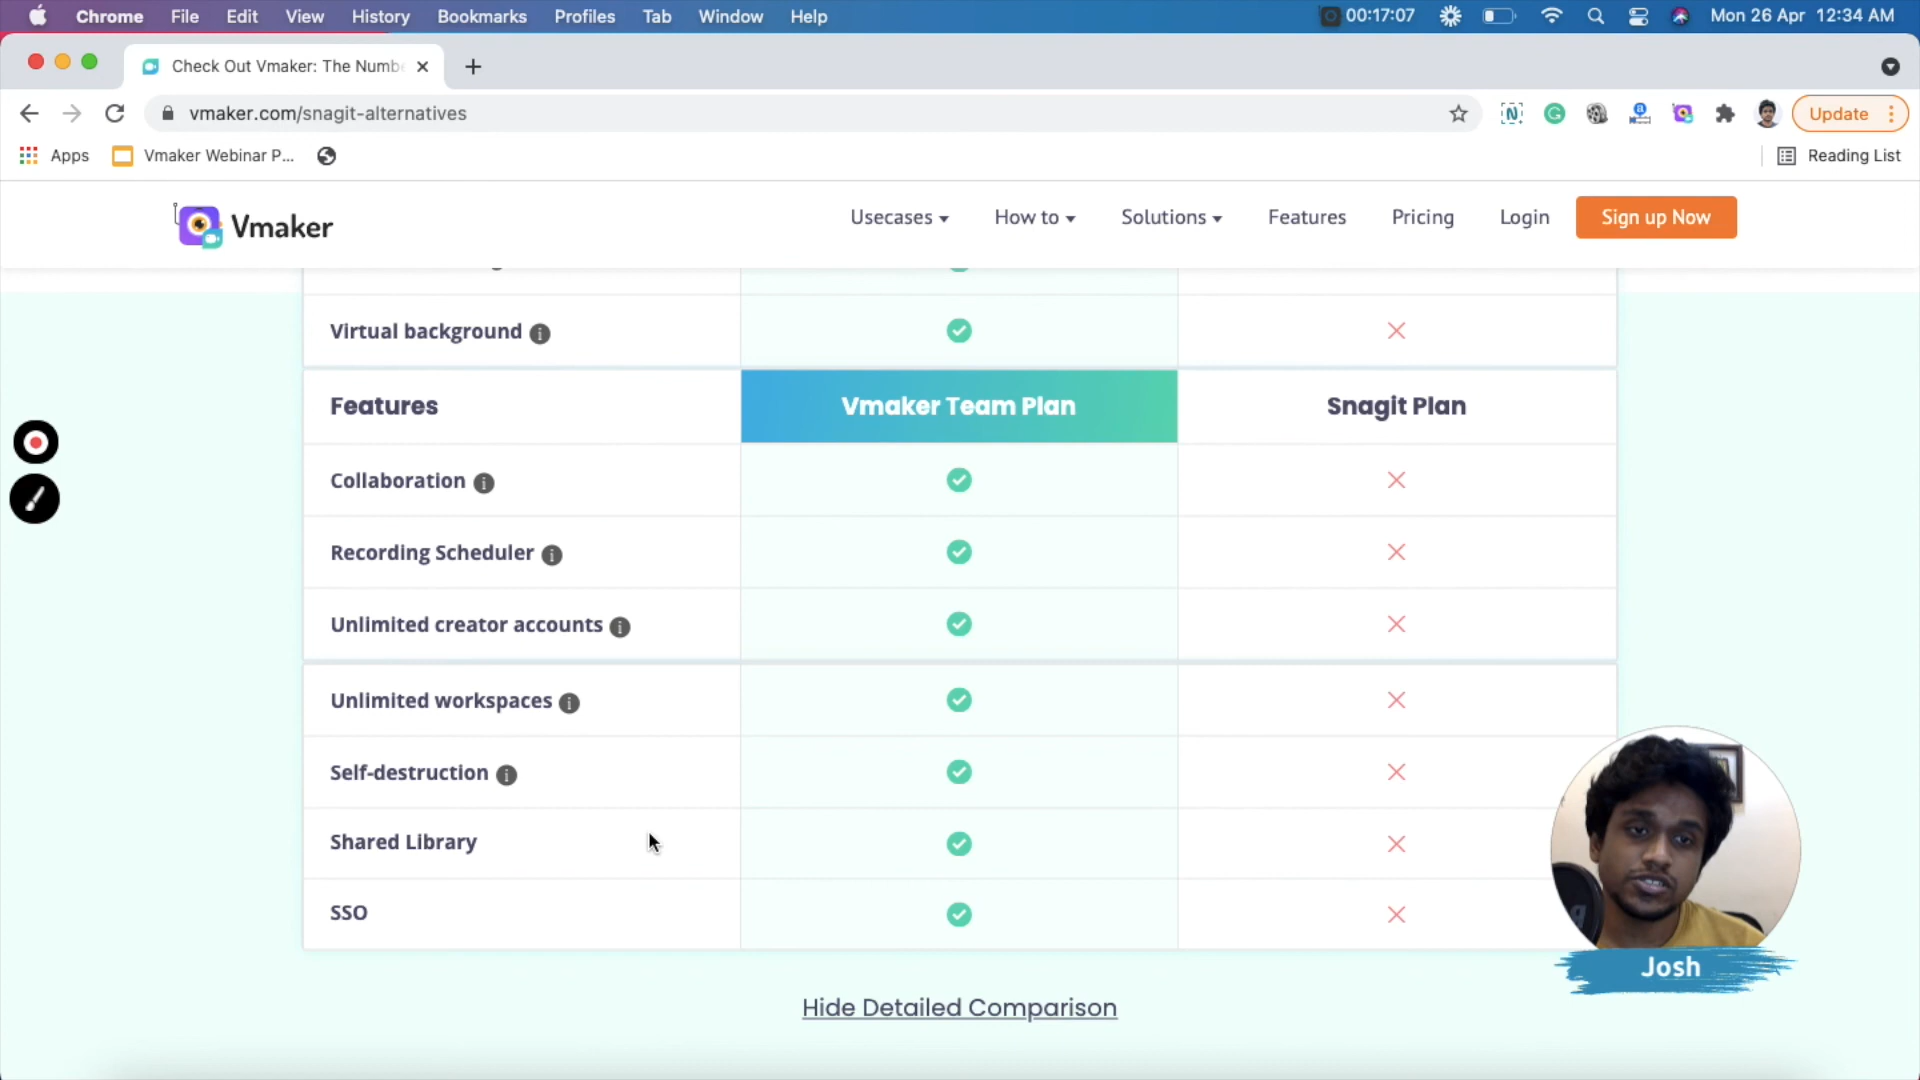 Chrome File Edit View History Bookmarks Profiles Tab Window Help 00:17:07 Mon 26 Apr 12:34 AM
Check Out Vmaker: The Numb
vmaker.com/snagit-alternatives Update
Apps Vmaker Webinar P... Reading List
Vmaker Usecases How to Solutions Features Pricing Login Sign up Now
Virtual background
Features Vmaker Team Plan Snagit Plan
Collaboration
Recording Scheduler
Unlimited creator accounts
Unlimited workspaces
Self-destruction
Shared Library
SSO
Josh
Hide Detailed Comparison